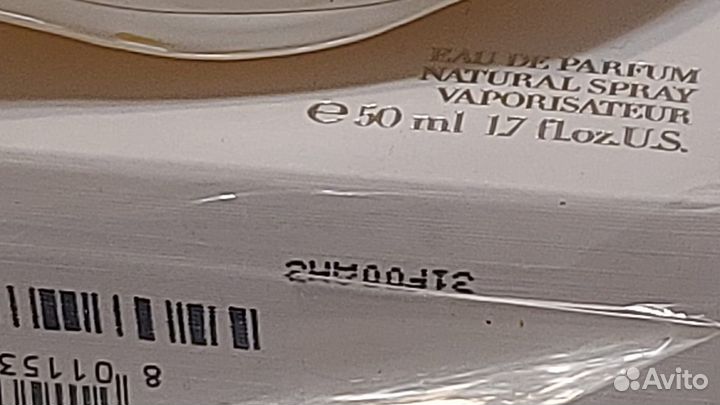 EAU DE PARFUM
NATURAL SPRAY
VAPORISATEUR
℮ 50 ml 1.7 fl.oz.U.S.
8 01153
Avito